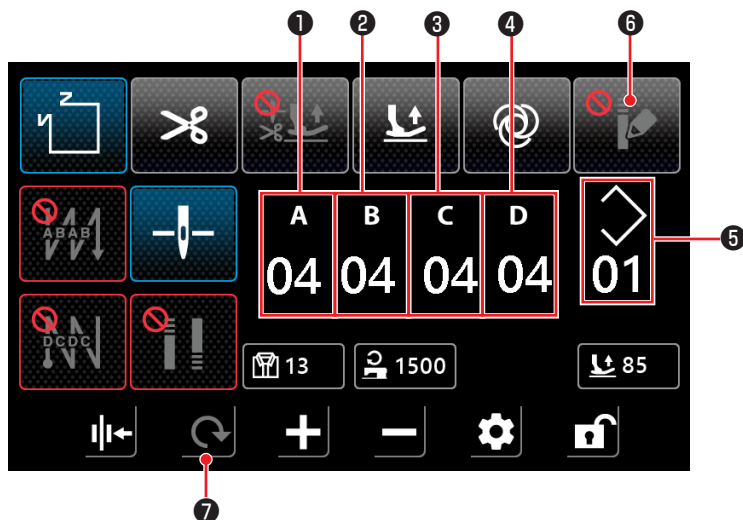 ❶ ❷ ❸ ❹ ❻
N
N
ABAB
A B C D
04 04 04 04 01
❺
DCDC
13 1500 85
❼